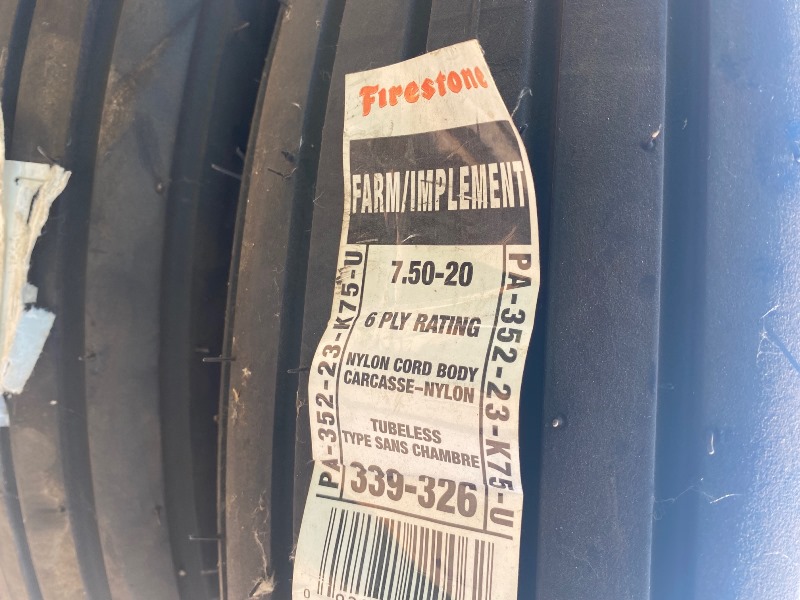 Firestone
FARM/IMPLEMENT
7.50-20
6 PLY RATING
NYLON CORD BODY
CARCASSE-NYLON
TUBELESS
TYPE SANS CHAMBRE
339-326
PA-352-23-K75-U
PA-352-23-K75-U
0